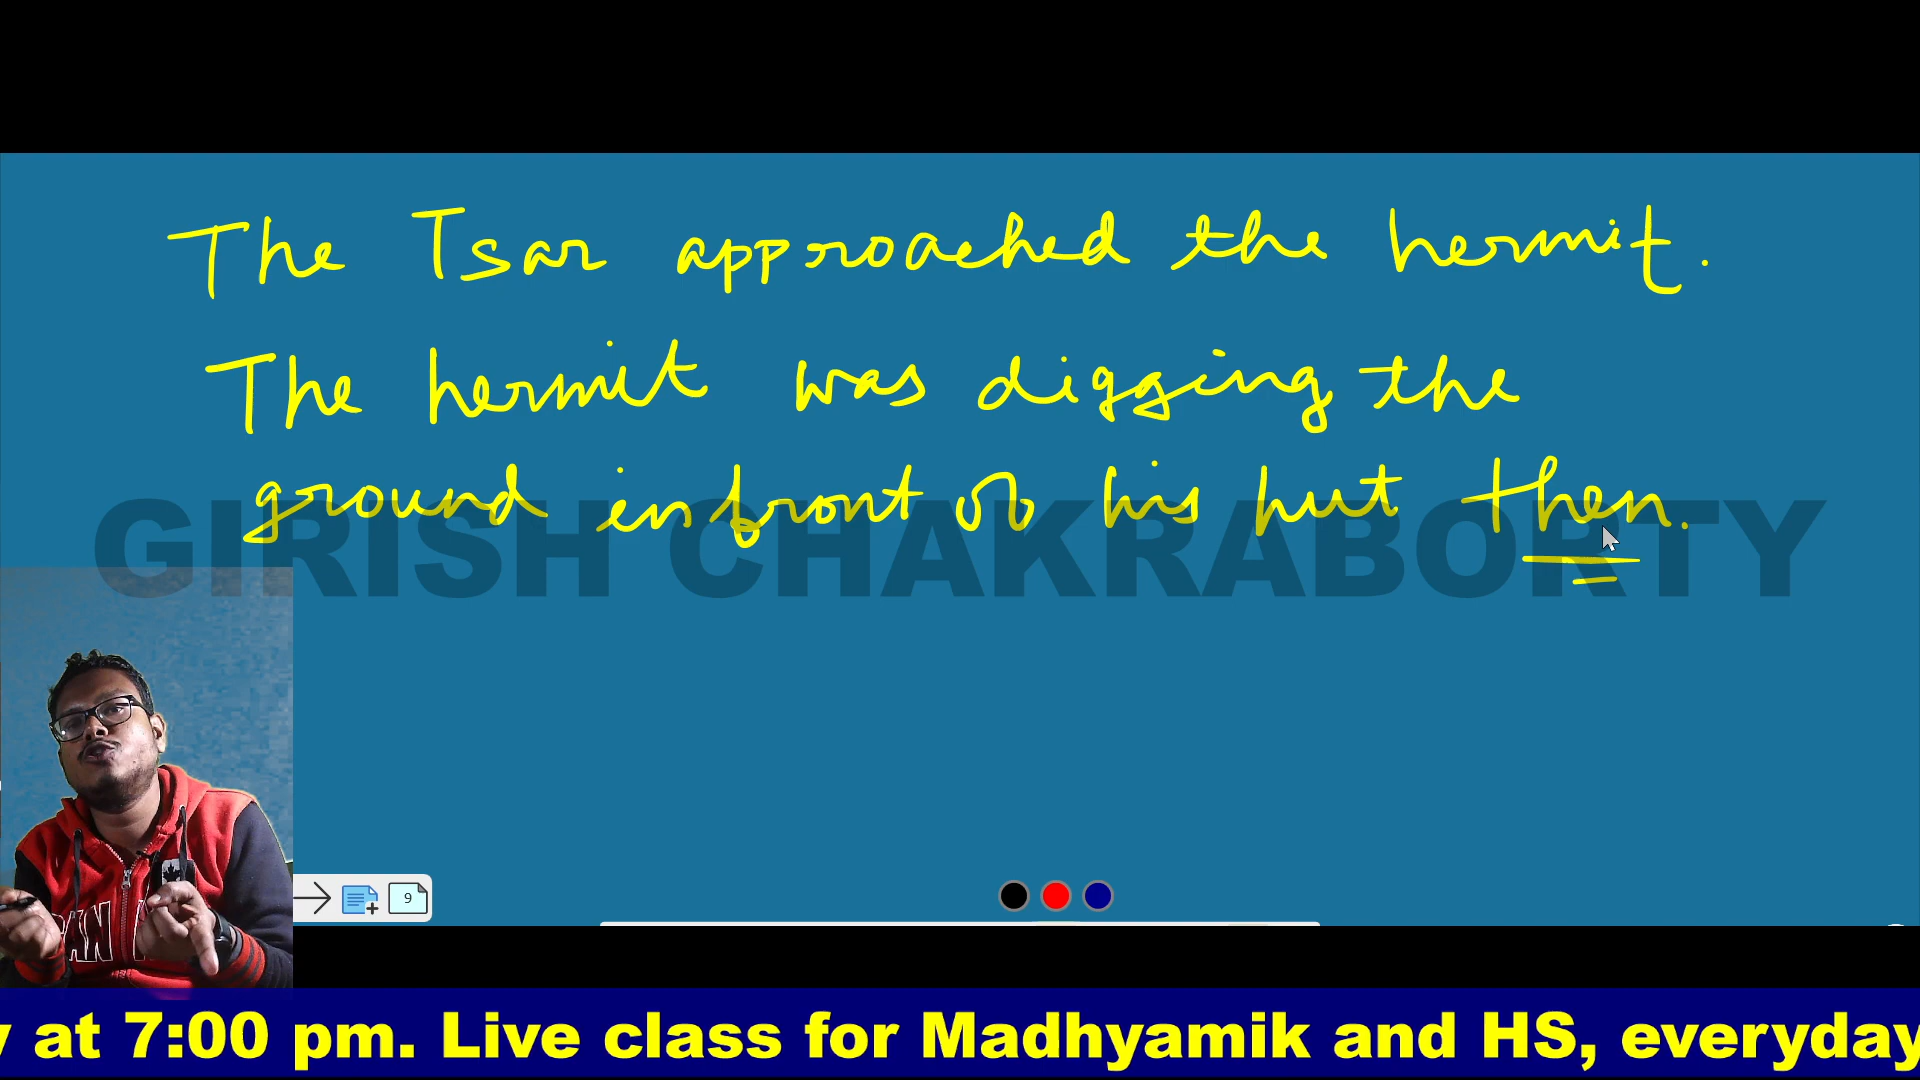 The Tsar approached the hermit.
The hermit was digging the
ground infront of his hut then.
GIRISH CHAKRABORTY
9
y at 7:00 pm. Live class for Madhyamik and HS, everyday